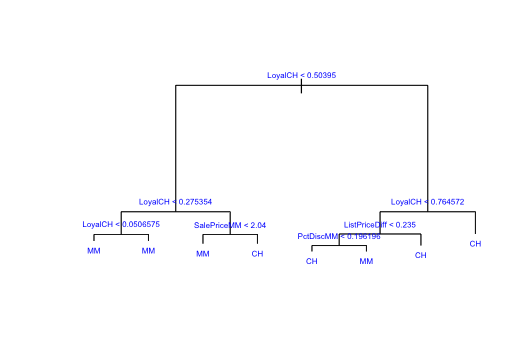 LoyalCH < 0.50395
LoyalCH < 0.275354
LoyalCH < 0.764572
LoyalCH < 0.0506575
SalePriceMM < 2.04
ListPriceDiff < 0.235
PctDiscMM < 0.196196
MM
MM
MM
CH
CH
MM
CH
CH